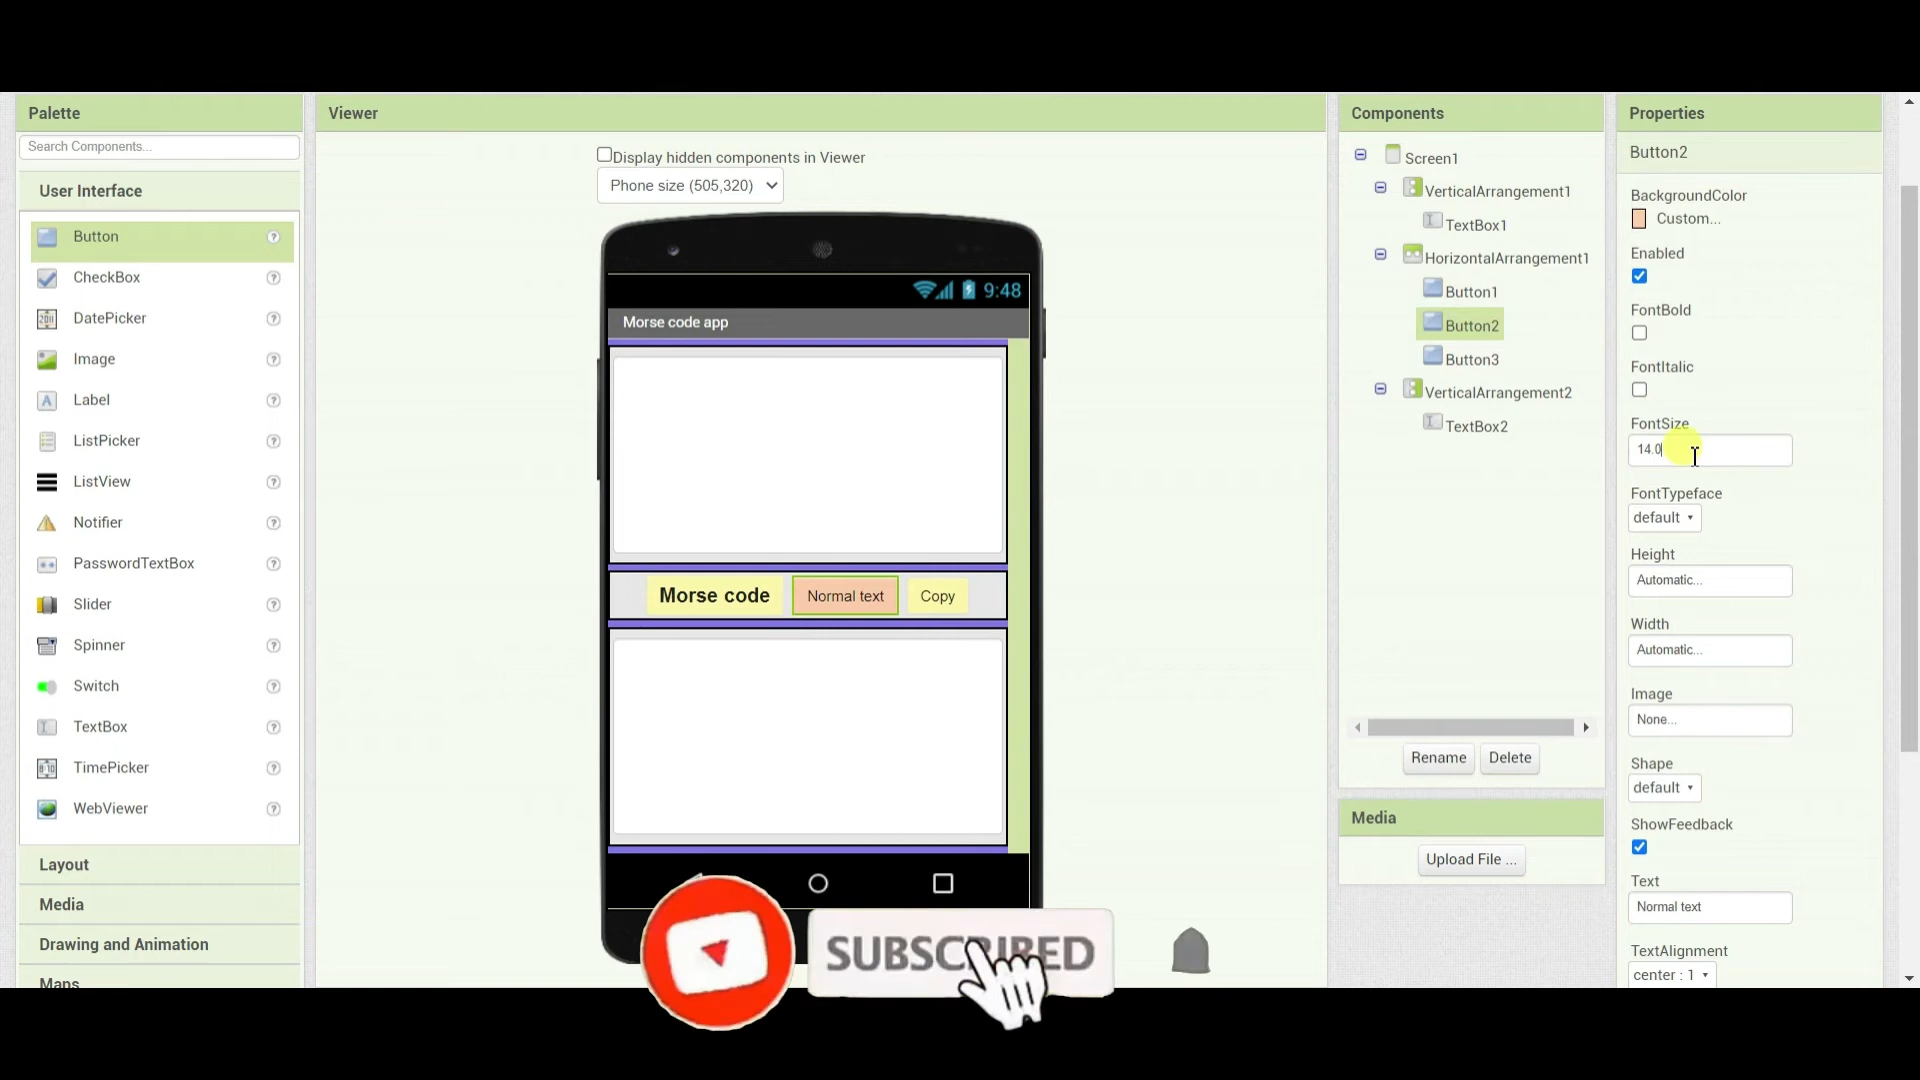 Palette
Search Components...
User Interface
Button
CheckBox
DatePicker
Image
Label
ListPicker
ListView
Notifier
PasswordTextBox
Slider
Spinner
Switch
TextBox
TimePicker
WebViewer
Layout
Media
Drawing and Animation
Maps
Viewer
Display hidden components in Viewer
Phone size (505,320)
9:48
Morse code app
Morse code
Normal text
Copy
SUBSCRIBED
Components
Screen1
VerticalArrangement1
TextBox1
HorizontalArrangement1
Button1
Button2
Button3
VerticalArrangement2
TextBox2
Rename
Delete
Media
Upload File ...
Properties
Button2
BackgroundColor
Custom...
Enabled
FontBold
FontItalic
FontSize
14.0
FontTypeface
default
Height
Automatic...
Width
Automatic...
Image
None...
Shape
default
ShowFeedback
Text
Normal text
TextAlignment
center : 1